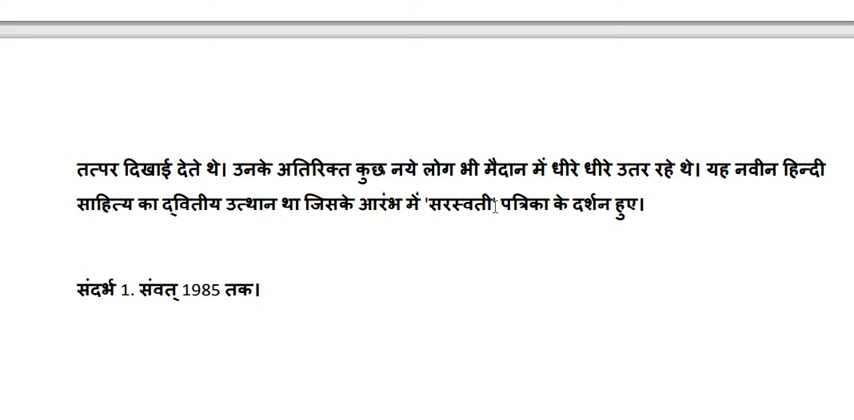 तत्पर दिखाई देते थे। उनके अतिरिक्त कुछ नये लोग भी मैदान में धीरे धीरे उतर रहे थे। यह नवीन हिन्दी
साहित्य का द्वितीय उत्थान था जिसके आरंभ में 'सरस्वती' पत्रिका के दर्शन हुए।
संदर्भ 1. संवत् 1985 तक।